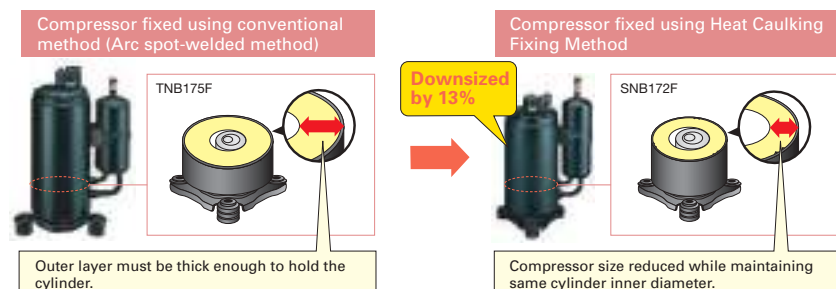 Compressor fixed using conventional
method (Arc spot-welded method)
TNB175F
Outer layer must be thick enough to hold the
cylinder.
Downsized
by 13%
Compressor fixed using Heat Caulking
Fixing Method
SNB172F
Compressor size reduced while maintaining
same cylinder inner diameter.